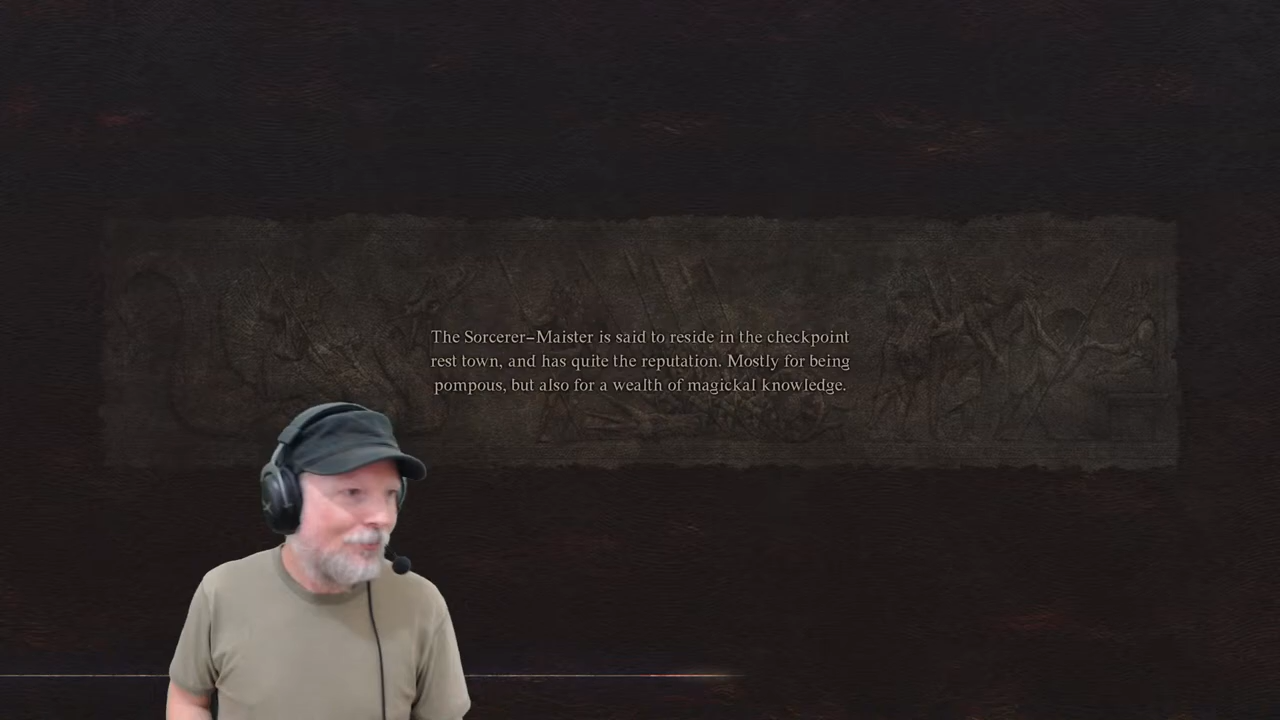 The Sorcerer-Maister is said to reside in the checkpoint
rest town, and has quite the reputation. Mostly for being
pompous, but also for a wealth of magickal knowledge.